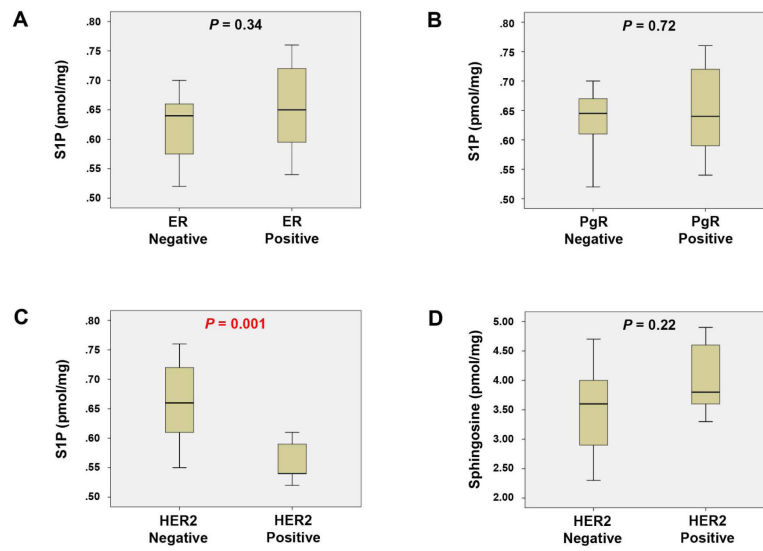 A
P = 0.34
S1P (pmol/mg)
.80
.70
.65
.60
.55
.50
ER
Negative
ER
Positive
B
P = 0.72
S1P (pmol/mg)
.80
.70
.65
.60
.55
.50
PgR
Negative
PgR
Positive
C
P = 0.001
S1P (pmol/mg)
.80
.70
.65
.60
.55
.50
HER2
Negative
HER2
Positive
D
P = 0.22
Sphingosine (pmol/mg)
5.00
4.50
4.00
3.50
3.00
2.50
2.00
HER2
Negative
HER2
Positive